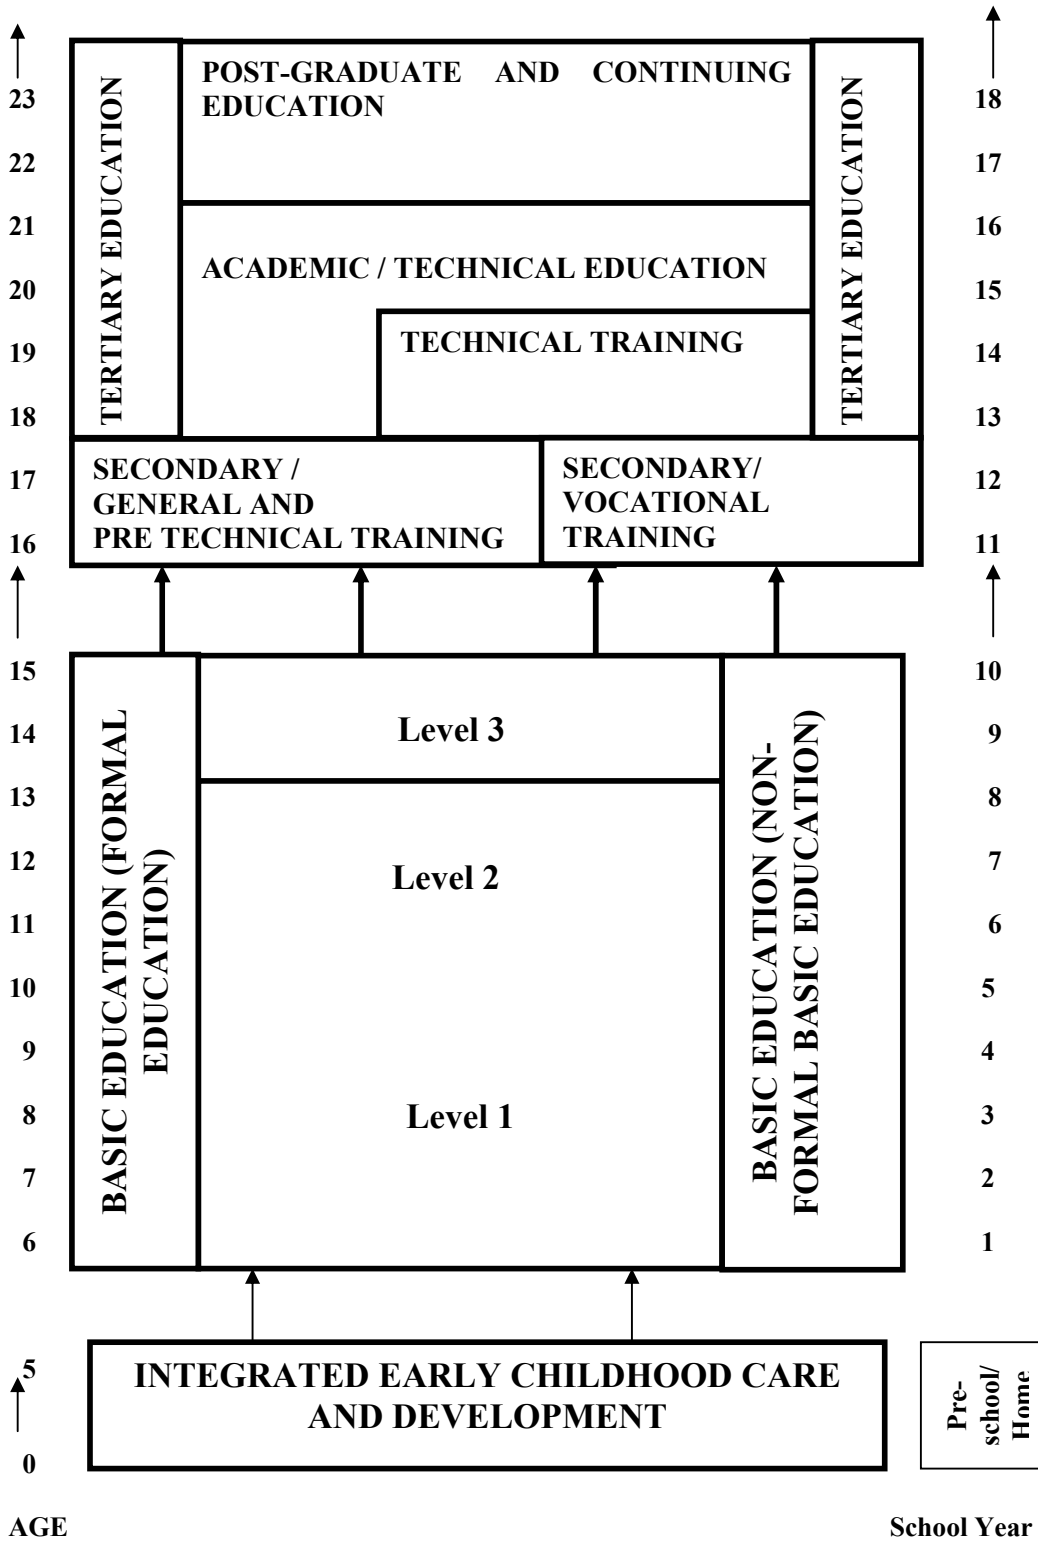 23
22
21
20
19
18
17
16
15
14
13
12
11
10
9
8
7
6
5
0
AGE
TERTIARY EDUCATION
POST-GRADUATE AND CONTINUING
EDUCATION
ACADEMIC / TECHNICAL EDUCATION
TECHNICAL TRAINING
TERTIARY EDUCATION
SECONDARY /
GENERAL AND
PRE TECHNICAL TRAINING
SECONDARY/
VOCATIONAL
TRAINING
BASIC EDUCATION (FORMAL
EDUCATION)
Level 3
Level 2
Level 1
BASIC EDUCATION (NON-
FORMAL BASIC EDUCATION)
INTEGRATED EARLY CHILDHOOD CARE
AND DEVELOPMENT
18
17
16
15
14
13
12
11
10
9
8
7
6
5
4
3
2
1
Pre-
school/
Home
School Year